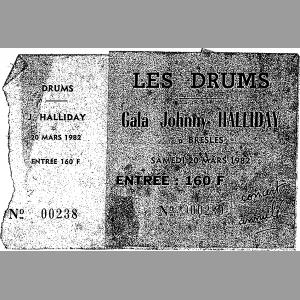 DRUMS
J. HALLIDAY
20 MARS 1982
ENTRÉE 160 F
Nº 00238
LES DRUMS
Gala Johnny HALLIDAY
à BRESLES
SAMEDI 20 MARS 1982
ENTRÉE : 160 F
Nº 00238